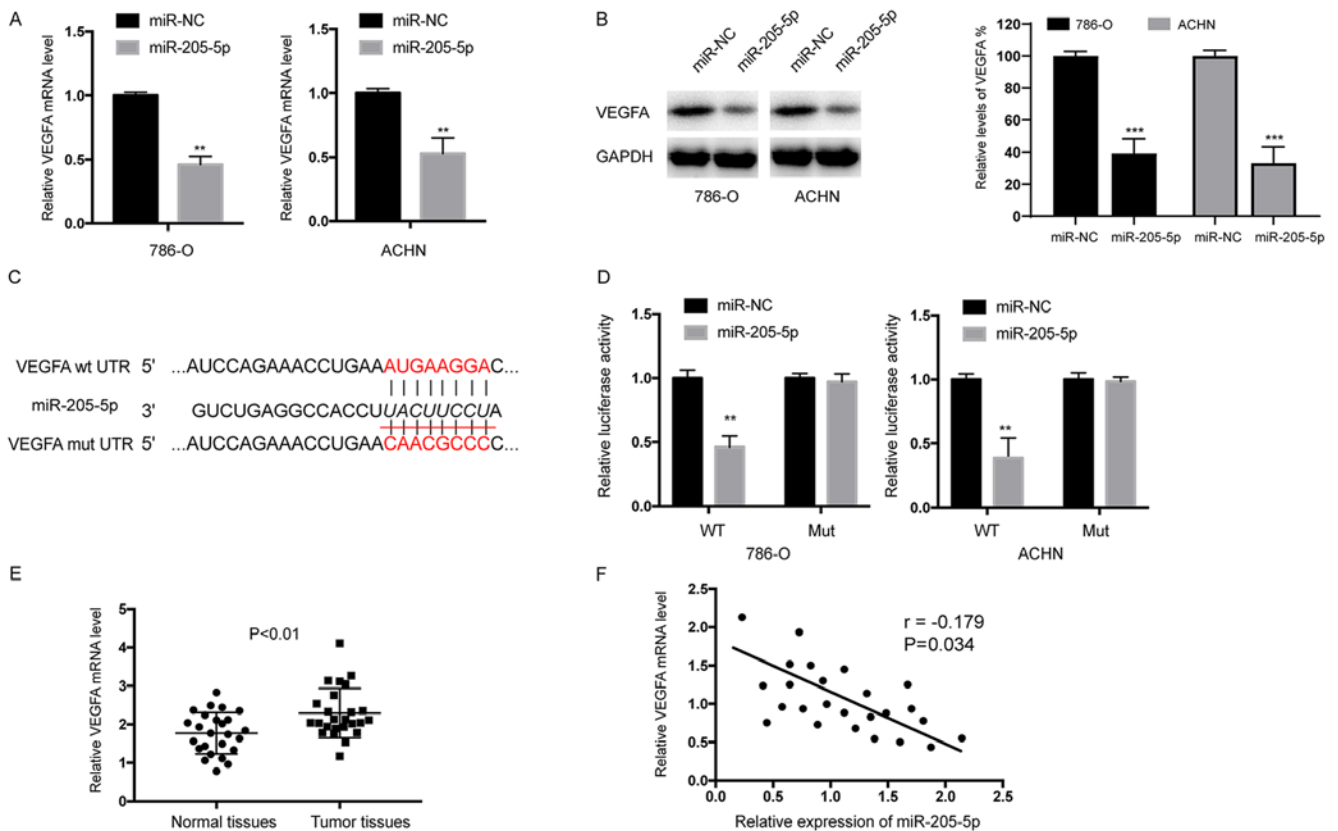 A
miR-NC
miR-205-5p
Relative VEGFA mRNA level
1.5
1.0
0.5
0.0
**
786-O
miR-NC
miR-205-5p
Relative VEGFA mRNA level
1.5
1.0
0.5
0.0
**
ACHN
B
miR-NC
miR-205-5p
miR-NC
miR-205-5p
VEGFA
GAPDH
786-O
ACHN
786-O
ACHN
Relative levels of VEGFA %
120
100
80
60
40
20
0
***
***
miR-NC
miR-205-5p
miR-NC
miR-205-5p
C
VEGFA wt UTR 5' ...AUCCAGAAACCUGAAAUGAAGGAC...
miR-205-5p 3' GUCUGAGGCCACCUUACUUCCUA
VEGFA mut UTR 5' ...AUCCAGAAACCUGAACAACGCCCC...
D
miR-NC
miR-205-5p
Relative luciferase activity
1.5
1.0
0.5
0.0
**
WT
Mut
786-O
miR-NC
miR-205-5p
Relative luciferase activity
1.5
1.0
0.5
0.0
**
WT
Mut
ACHN
E
Relative VEGFA mRNA level
5
4
3
2
1
0
P<0.01
Normal tissues
Tumor tissues
F
Relative VEGFA mRNA level
2.5
2.0
1.5
1.0
0.5
0.0
r = -0.179
P=0.034
0.0
0.5
1.0
1.5
2.0
2.5
Relative expression of miR-205-5p